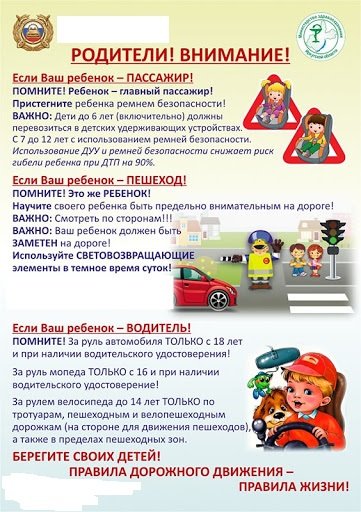 РОДИТЕЛИ! ВНИМАНИЕ!
Если Ваш ребенок – ПАССАЖИР!
ПОМНИТЕ! Ребенок – главный пассажир!
Пристегните ребенка ремнем безопасности!
ВАЖНО: Дети до 6 лет (включительно) должны
перевозиться в детских удерживающих устройствах.
С 7 до 12 лет с использованием ремней безопасности.
Использование ДУУ и ремней безопасности снижает риск
гибели ребенка при ДТП на 90%.
Если Ваш ребенок – ПЕШЕХОД!
ПОМНИТЕ! Это же РЕБЕНОК!
Научите своего ребенка быть предельно внимательным на дороге!
ВАЖНО: Смотреть по сторонам!!!
ВАЖНО: Ваш ребенок должен быть
ЗАМЕТЕН на дороге!
Используйте СВЕТОВОЗВРАЩАЮЩИЕ
элементы в темное время суток!
Если Ваш ребенок – ВОДИТЕЛЬ!
ПОМНИТЕ! За руль автомобиля ТОЛЬКО с 18 лет
и при наличии водительского удостоверения!
За руль мопеда ТОЛЬКО с 16 и при наличии
водительского удостоверение!
За рулем велосипеда до 14 лет ТОЛЬКО по
тротуарам, пешеходным и велопешеходным
дорожкам (на стороне для движения пешеходов),
а также в пределах пешеходных зон.
БЕРЕГИТЕ СВОИХ ДЕТЕЙ!
ПРАВИЛА ДОРОЖНОГО ДВИЖЕНИЯ –
ПРАВИЛА ЖИЗНИ!